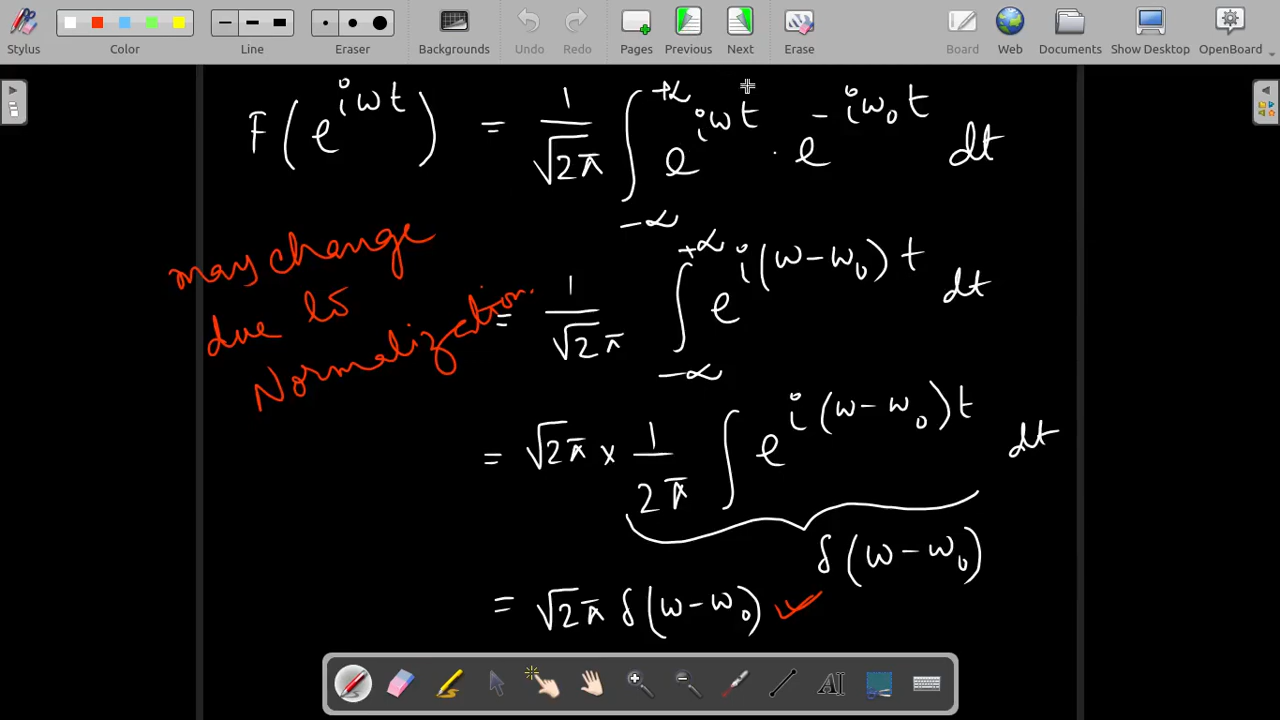 Stylus Color Line Eraser Backgrounds Undo Redo Pages Previous Next Erase Board Web Documents Show Desktop OpenBoard
F(e^{iωt}) = 1/√2π ∫_{-∞}^{+∞} e^{iωt} · e^{-iω₀t} dt
= 1/√2π ∫_{-∞}^{+∞} e^{i(ω-ω₀)t} dt
may change
due to
Normalization.
= √2π × 1/2π ∫ e^{i(ω-ω₀)t} dt
δ(ω-ω₀)
= √2π δ(ω-ω₀) ✓